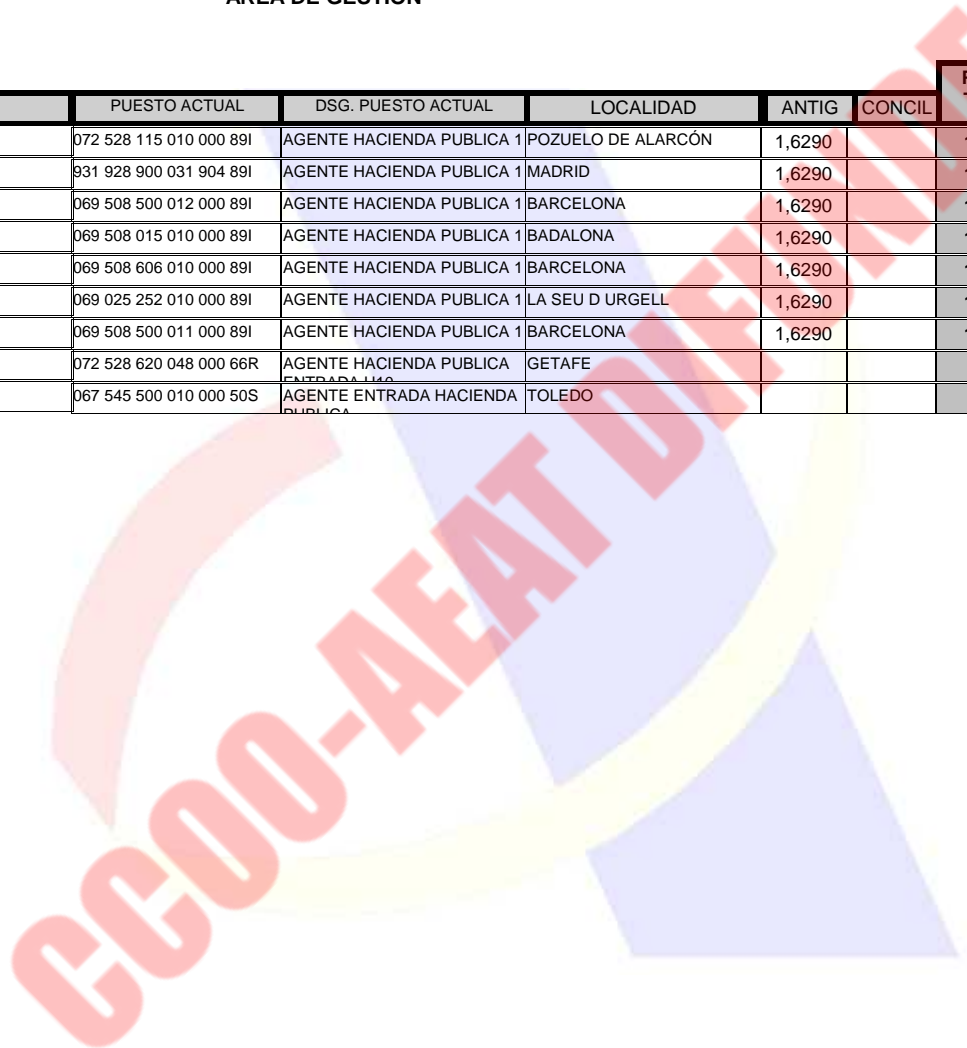 ÁREA DE GESTIÓN
PUESTO ACTUAL DSG. PUESTO ACTUAL LOCALIDAD ANTIG CONCIL
072 528 115 010 000 89I AGENTE HACIENDA PUBLICA 1 POZUELO DE ALARCÓN 1,6290
931 928 900 031 904 89I AGENTE HACIENDA PUBLICA 1 MADRID 1,6290
069 508 500 012 000 89I AGENTE HACIENDA PUBLICA 1 BARCELONA 1,6290
069 508 015 010 000 89I AGENTE HACIENDA PUBLICA 1 BADALONA 1,6290
069 508 606 010 000 89I AGENTE HACIENDA PUBLICA 1 BARCELONA 1,6290
069 025 252 010 000 89I AGENTE HACIENDA PUBLICA 1 LA SEU D URGELL 1,6290
069 508 500 011 000 89I AGENTE HACIENDA PUBLICA 1 BARCELONA 1,6290
072 528 620 048 000 66R AGENTE HACIENDA PUBLICA GETAFE
ENTRADA
067 545 500 010 000 50S AGENTE ENTRADA HACIENDA TOLEDO
PUBLICA
CCOO-AEAT DIFUNDE